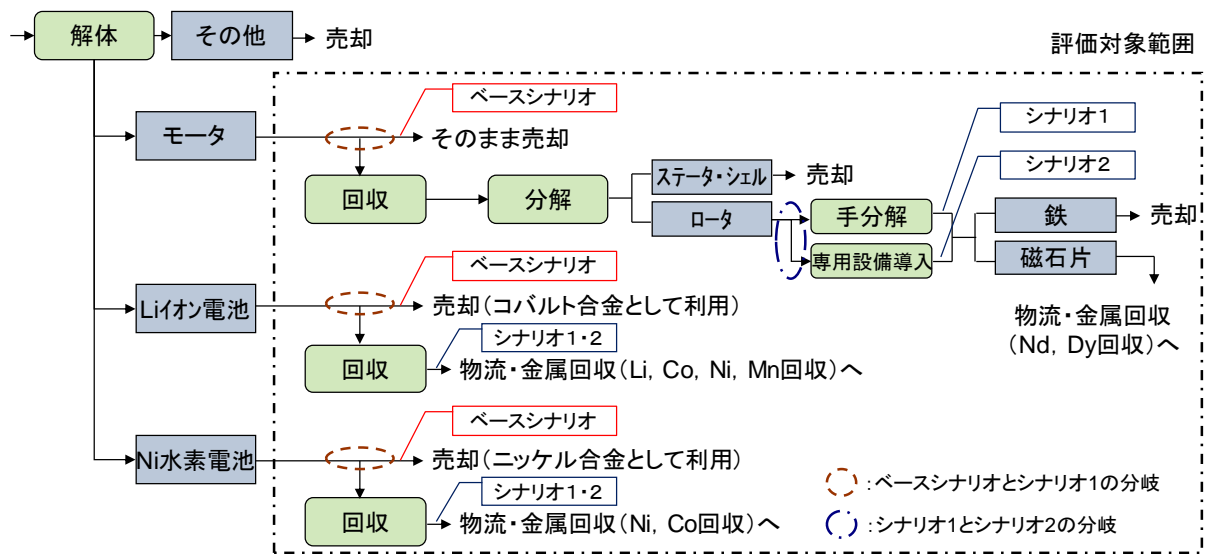 解体
その他
売却
評価対象範囲
ベースシナリオ
シナリオ1
モータ
そのまま売却
シナリオ2
回収
分解
ステータ・シェル
売却
ロータ
手分解
鉄
売却
専用設備導入
磁石片
ベースシナリオ
Liイオン電池
売却(コバルト合金として利用)
物流・金属回収
(Nd, Dy回収)へ
シナリオ1・2
回収
物流・金属回収(Li, Co, Ni, Mn回収)へ
ベースシナリオ
Ni水素電池
売却(ニッケル合金として利用)
シナリオ1・2
回収
物流・金属回収(Ni, Co回収)へ
:ベースシナリオとシナリオ1の分岐
:シナリオ1とシナリオ2の分岐